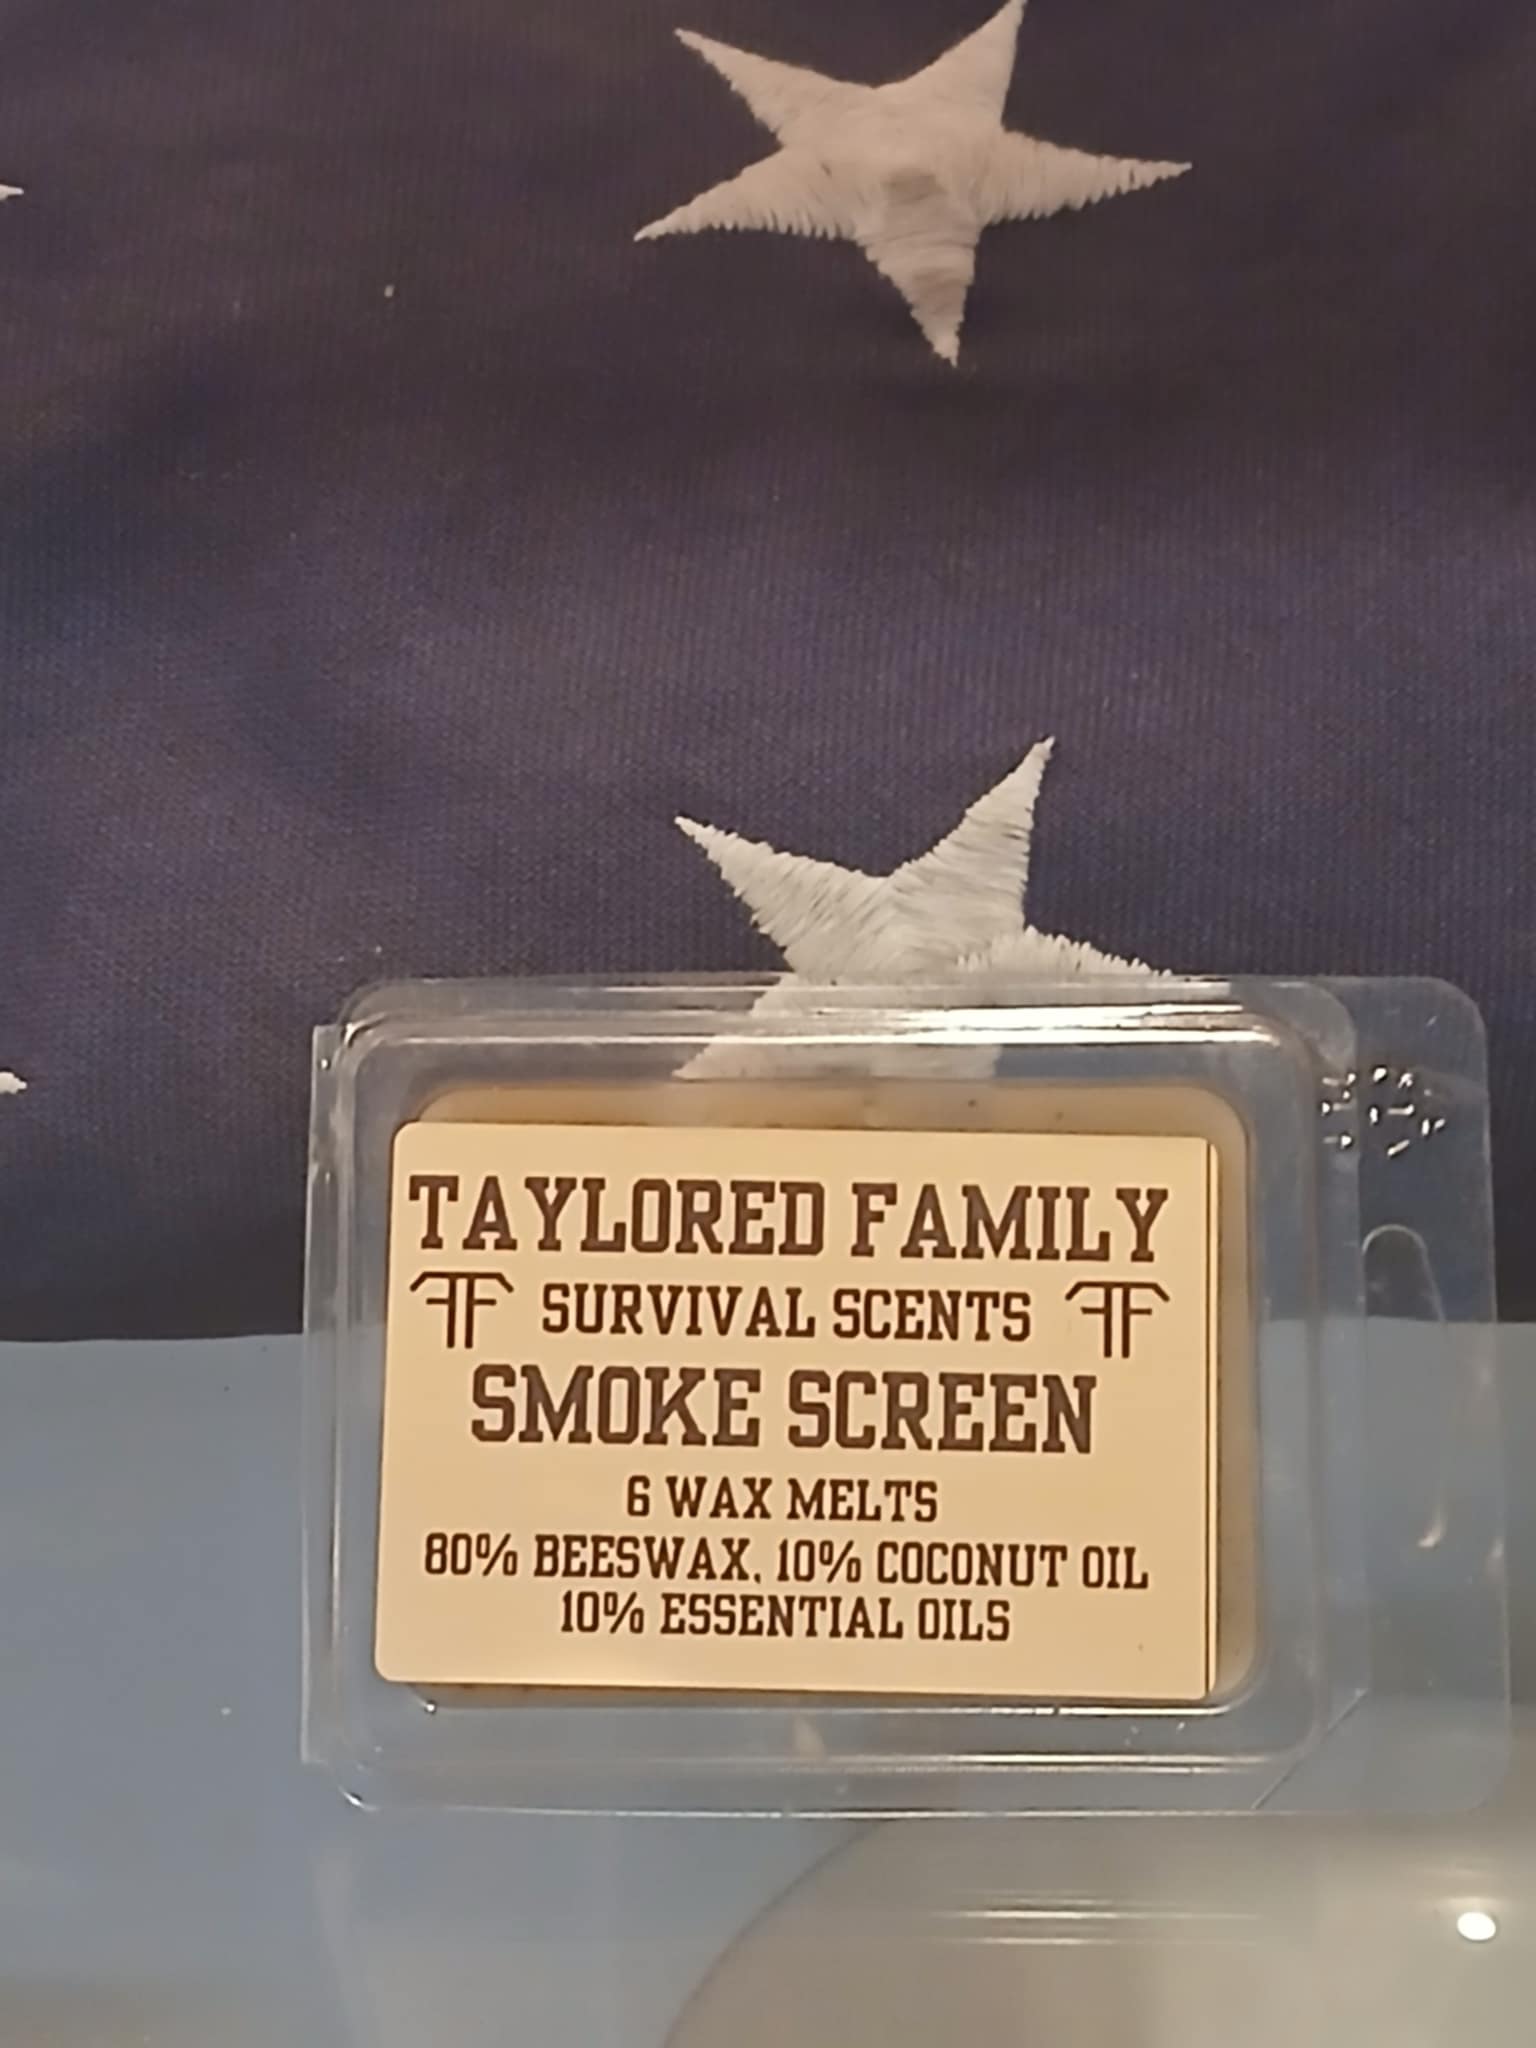 TAYLORED FAMILY
SURVIVAL SCENTS
SMOKE SCREEN
6 WAX MELTS
80% BEESWAX, 10% COCONUT OIL
10% ESSENTIAL OILS